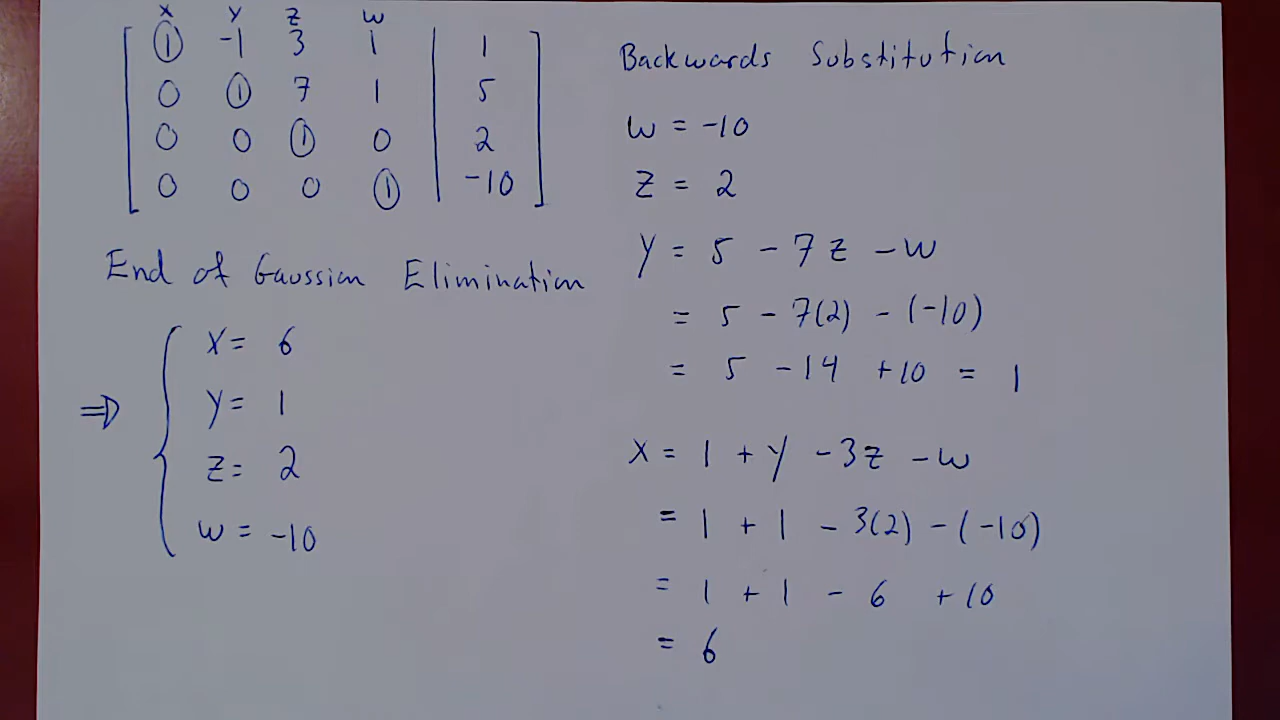 x y z w
1 -1 3 1 | 1
0 1 7 1 | 5
0 0 1 0 | 2
0 0 0 1 | -10
End of Gaussian Elimination
⇒ { x = 6
y = 1
z = 2
w = -10
Backwards Substitution
w = -10
z = 2
y = 5 - 7z - w
= 5 - 7(2) - (-10)
= 5 - 14 + 10 = 1
x = 1 + y - 3z - w
= 1 + 1 - 3(2) - (-10)
= 1 + 1 - 6 + 10
= 6